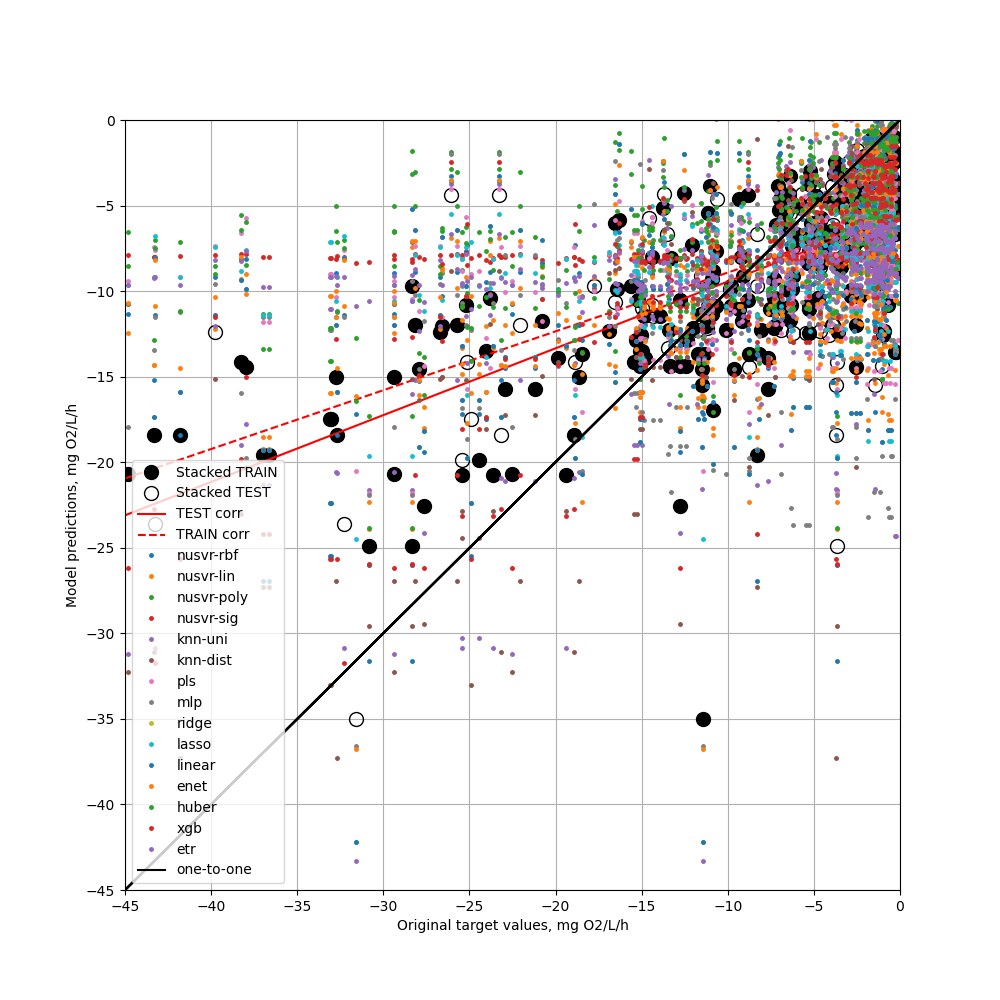 0
−5
−10
−15
−20
−25
−30
−35
−40
−45
Model predictions, mg O2/L/h
Stacked TRAIN
Stacked TEST
TEST corr
TRAIN corr
nusvr-rbf
nusvr-lin
nusvr-poly
nusvr-sig
knn-uni
knn-dist
pls
mlp
ridge
lasso
linear
enet
huber
xgb
etr
one-to-one
−45 −40 −35 −30 −25 −20 −15 −10 −5 0
Original target values, mg O2/L/h